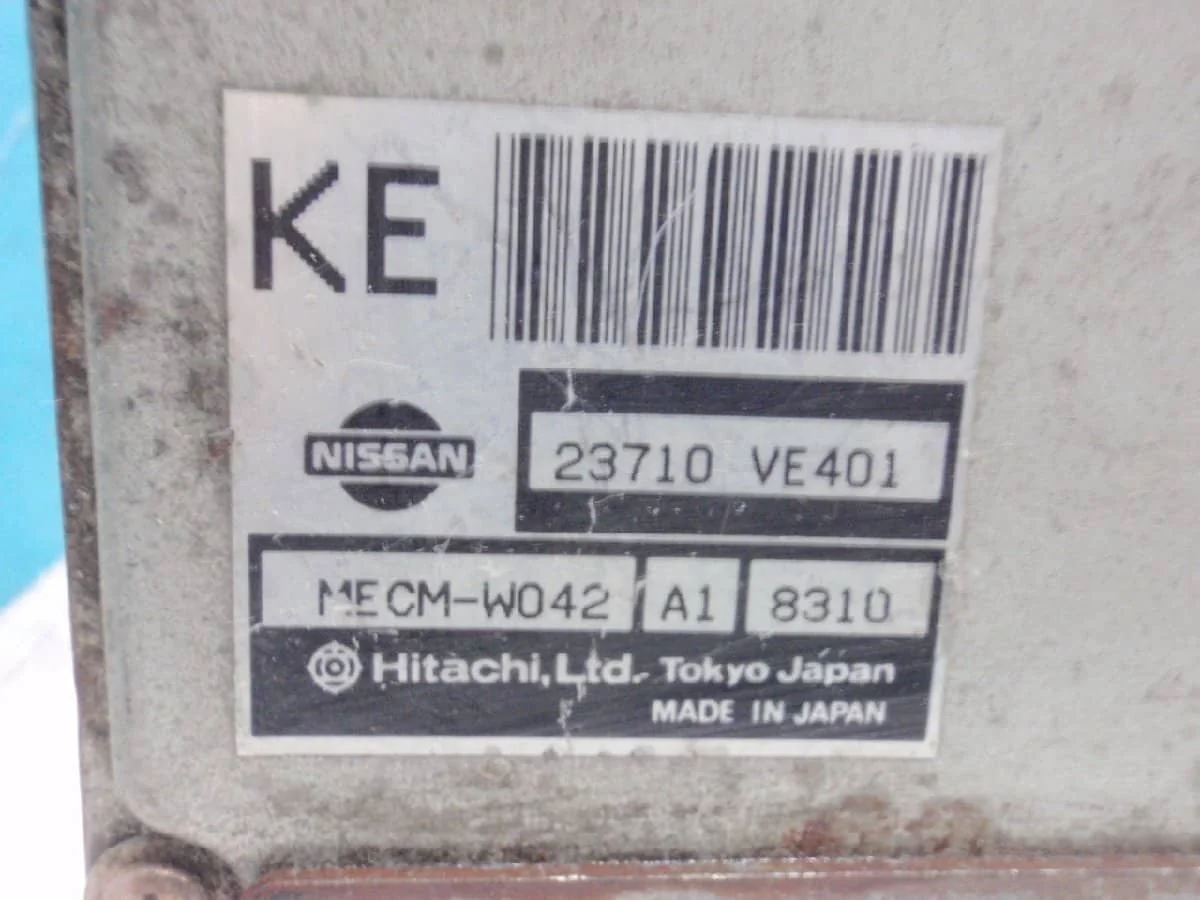 KE
NISSAN
23710 VE401
MECM-W042 A1 8310
Hitachi, Ltd. Tokyo Japan
MADE IN JAPAN